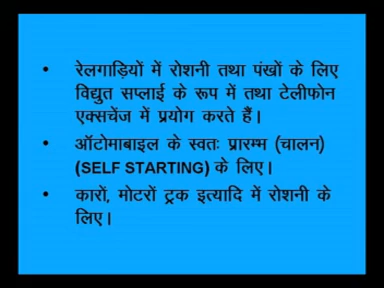 • रेलगाड़ियों में रोशनी तथा पंखों के लिए
विद्युत सप्लाई के रूप में तथा टेलीफोन
एक्सचेंज में प्रयोग करते हैं।
• ऑटोमाबाइल के स्वतः प्रारम्भ (चालन)
(SELF STARTING) के लिए।
• कारों, मोटरों ट्रक इत्यादि में रोशनी के
लिए।